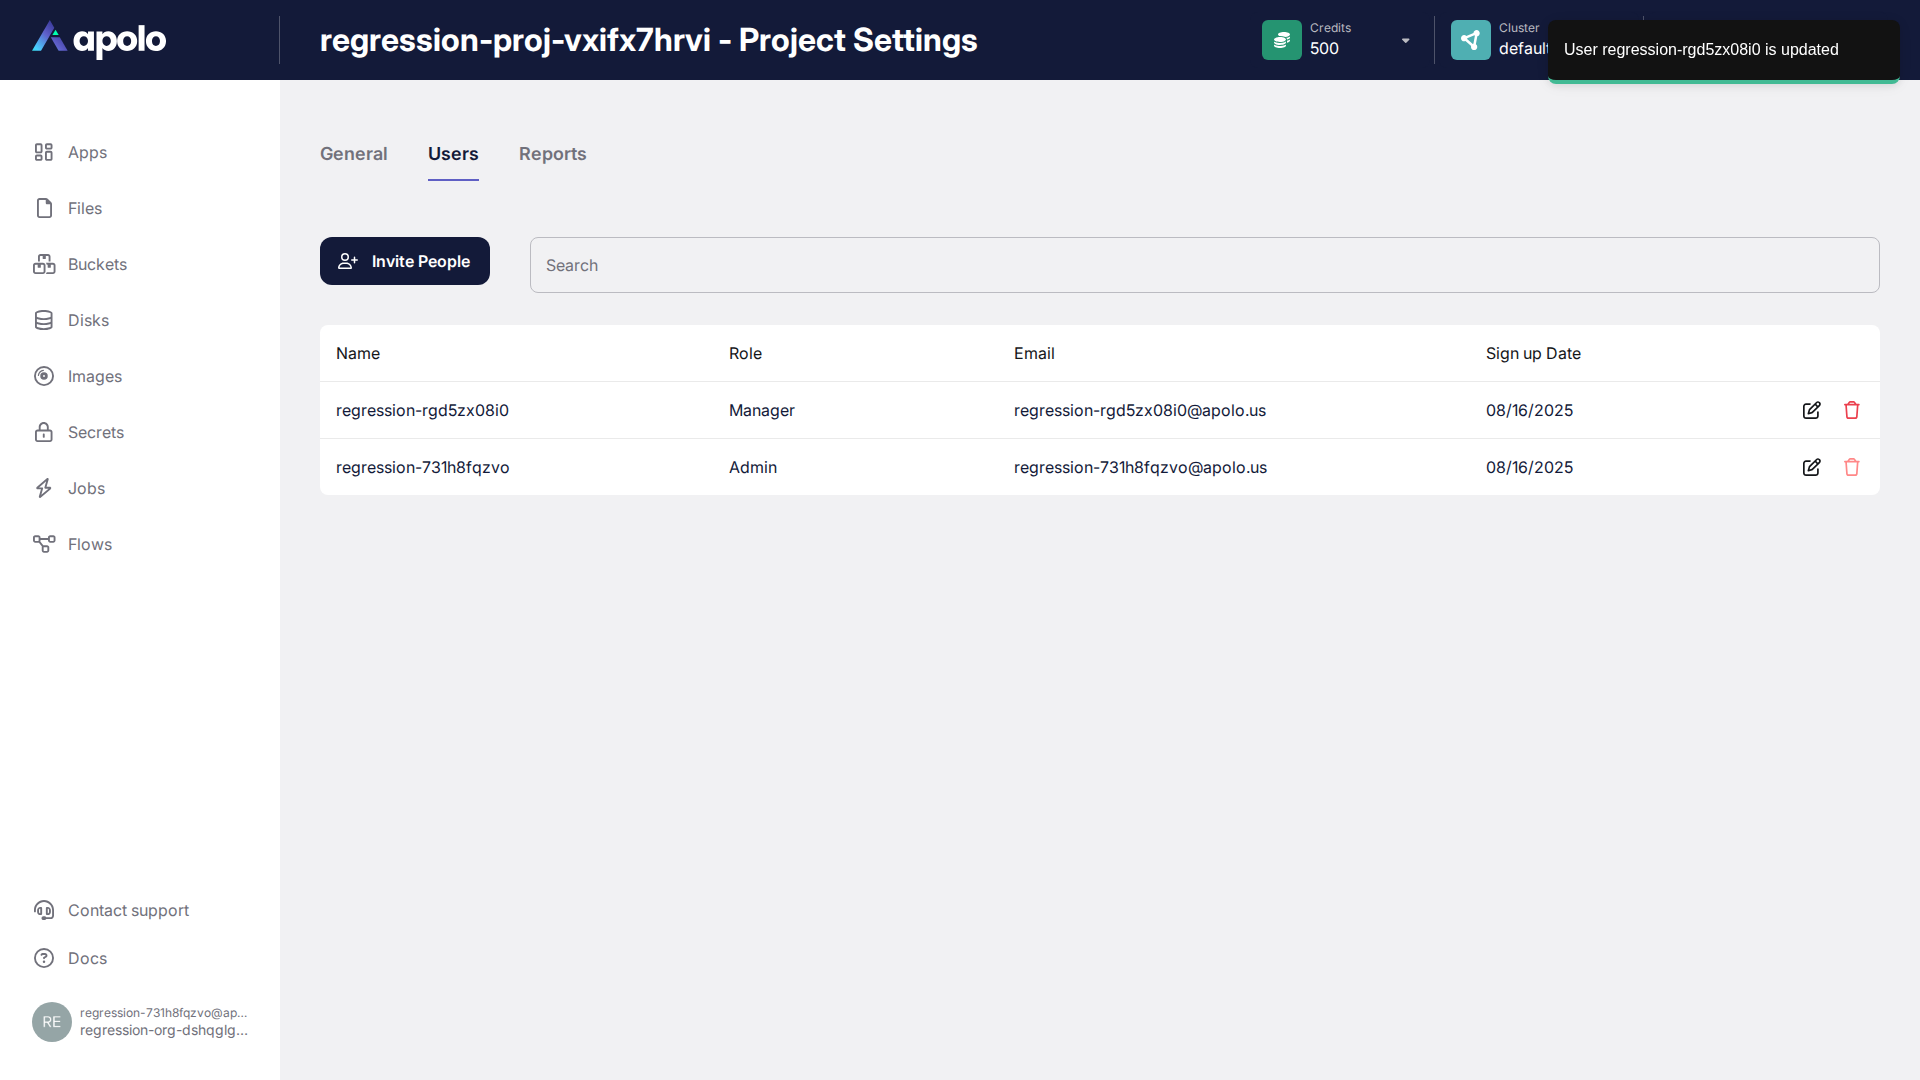 apolo
regression-proj-vxifx7hrvi - Project Settings
Credits
500
Cluster
default
User regression-rgd5zx08i0 is updated
Apps
Files
Buckets
Disks
Images
Secrets
Jobs
Flows
General Users Reports
Invite People
Search
Name Role Email Sign up Date
regression-rgd5zx08i0 Manager regression-rgd5zx08i0@apolo.us 08/16/2025
regression-731h8fqzvo Admin regression-731h8fqzvo@apolo.us 08/16/2025
Contact support
Docs
RE
regression-731h8fqzvo@ap...
regression-org-dshqglg...